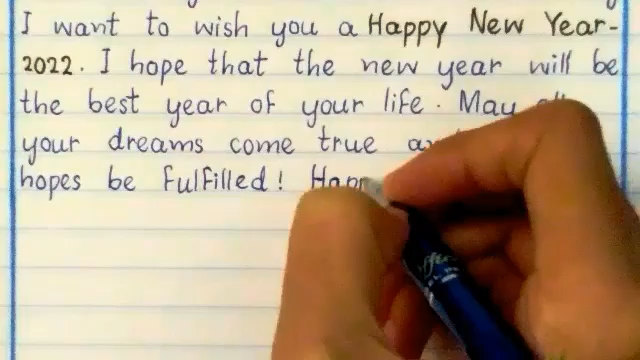 I want to wish you a Happy New Year-
2022. I hope that the new year will be
the best year of your life. May
your dreams come true
hopes be fulfilled!